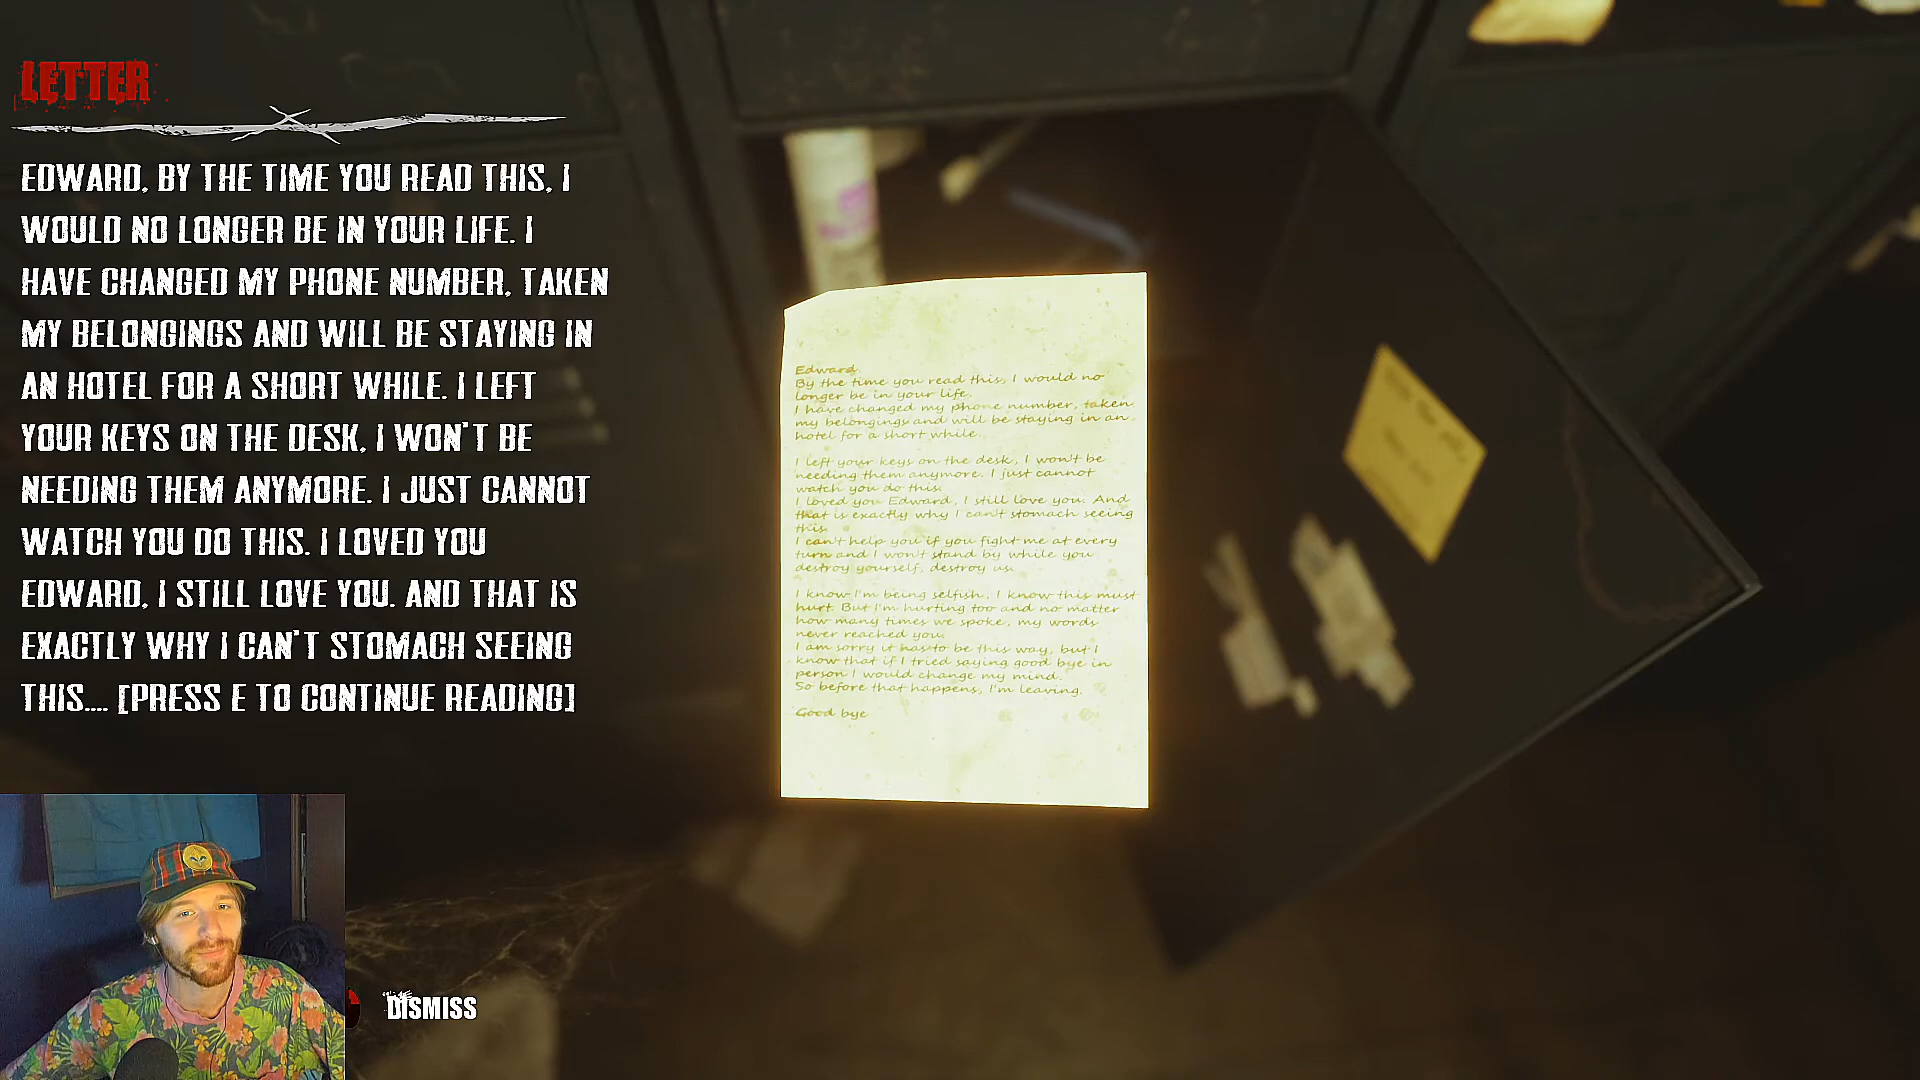 LETTER
EDWARD, BY THE TIME YOU READ THIS, I
WOULD NO LONGER BE IN YOUR LIFE. I
HAVE CHANGED MY PHONE NUMBER, TAKEN
MY BELONGINGS AND WILL BE STAYING IN
AN HOTEL FOR A SHORT WHILE. I LEFT
YOUR KEYS ON THE DESK, I WON'T BE
NEEDING THEM ANYMORE. I JUST CANNOT
WATCH YOU DO THIS. I LOVED YOU
EDWARD, I STILL LOVE YOU. AND THAT IS
EXACTLY WHY I CAN'T STOMACH SEEING
THIS.... [PRESS E TO CONTINUE READING]
Edward,
By the time you read this, I would no
longer be in your life.
I have changed my phone number, taken
my belongings and will be staying in an
hotel for a short while.
I left your keys on the desk, I won't be
needing them anymore. I just cannot
watch you do this.
I loved you Edward, I still love you. And
that is exactly why I can't stomach seeing
this.
I can't help you if you fight me at every
turn and I won't stand by while you
destroy yourself, destroy us.
I know I'm being selfish, I know this must
hurt. But I'm hurting too and no matter
how many times we spoke, my words
never reached you.
I am sorry it has to be this way, but I
know that if I tried saying good bye in
person I would change my mind.
So before that happens, I'm leaving.
Good bye
DISMISS